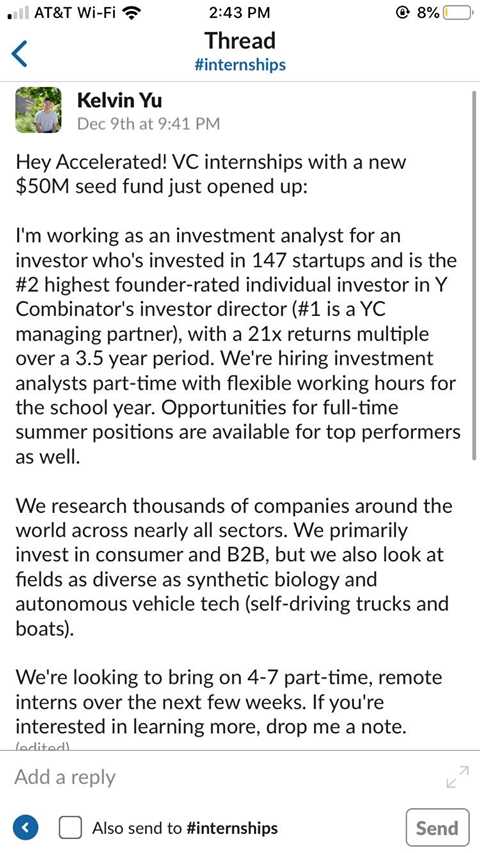 AT&T Wi-Fi 2:43 PM 8%
Thread
#internships
Kelvin Yu
Dec 9th at 9:41 PM
Hey Accelerated! VC internships with a new
$50M seed fund just opened up:
I'm working as an investment analyst for an
investor who's invested in 147 startups and is the
#2 highest founder-rated individual investor in Y
Combinator's investor director (#1 is a YC
managing partner), with a 21x returns multiple
over a 3.5 year period. We're hiring investment
analysts part-time with flexible working hours for
the school year. Opportunities for full-time
summer positions are available for top performers
as well.
We research thousands of companies around the
world across nearly all sectors. We primarily
invest in consumer and B2B, but we also look at
fields as diverse as synthetic biology and
autonomous vehicle tech (self-driving trucks and
boats).
We're looking to bring on 4-7 part-time, remote
interns over the next few weeks. If you're
interested in learning more, drop me a note.
(edited)
Add a reply
Also send to #internships
Send